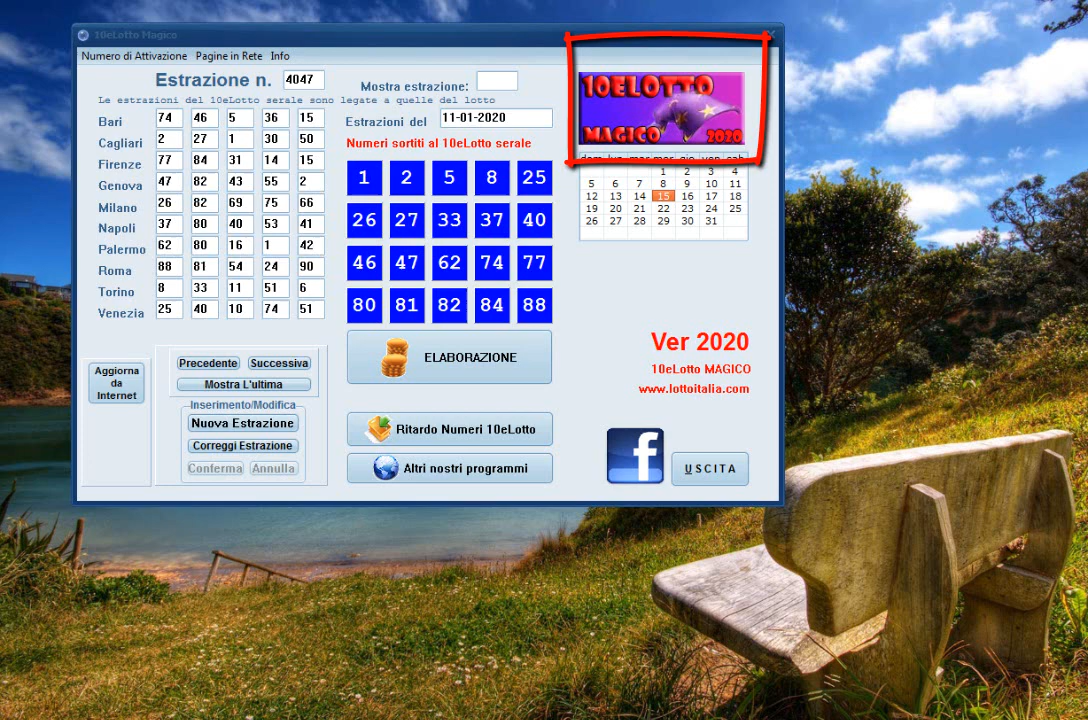 10eLotto Magico
Numero di Attivazione Pagine in Rete Info
Estrazione n. 4047
Mostra estrazione:
Le estrazioni del 10eLotto serale sono legate a quelle del lotto
Bari 74 46 5 36 15
Cagliari 2 27 1 30 50
Firenze 77 84 31 14 15
Genova 47 82 43 55 2
Milano 26 82 69 75 66
Napoli 37 80 40 53 41
Palermo 62 80 16 1 42
Roma 88 81 54 24 90
Torino 8 33 11 51 6
Venezia 25 40 10 74 51
Estrazioni del 11-01-2020
Numeri sortiti al 10eLotto serale
1 2 5 8 25
26 27 33 37 40
46 47 62 74 77
80 81 82 84 88
10ELOTTO
MAGICO 2020
dom lun mar mer gio ven sab
1 2 3 4
5 6 7 8 9 10 11
12 13 14 15 16 17 18
19 20 21 22 23 24 25
26 27 28 29 30 31
Aggiorna
da
Internet
Precedente Successiva
Mostra L'ultima
Inserimento/Modifica
Nuova Estrazione
Correggi Estrazione
Conferma Annulla
ELABORAZIONE
Ritardo Numeri 10eLotto
Altri nostri programmi
Ver 2020
10eLotto MAGICO
www.lottoitalia.com
f
USCITA